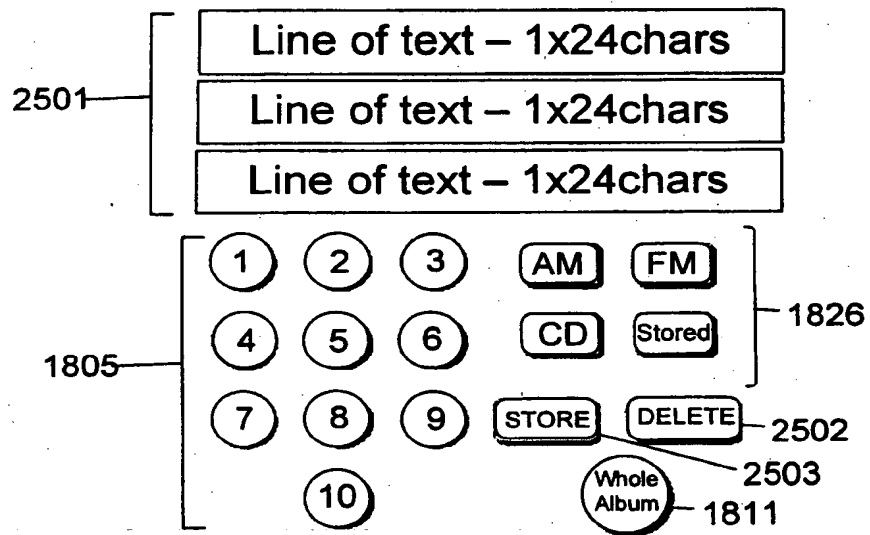 Line of text – 1x24chars
2501
Line of text – 1x24chars
Line of text – 1x24chars
1 2 3 AM FM
1826
4 5 6 CD Stored
1805
7 8 9 STORE DELETE
2502
2503
10 Whole
Album
1811